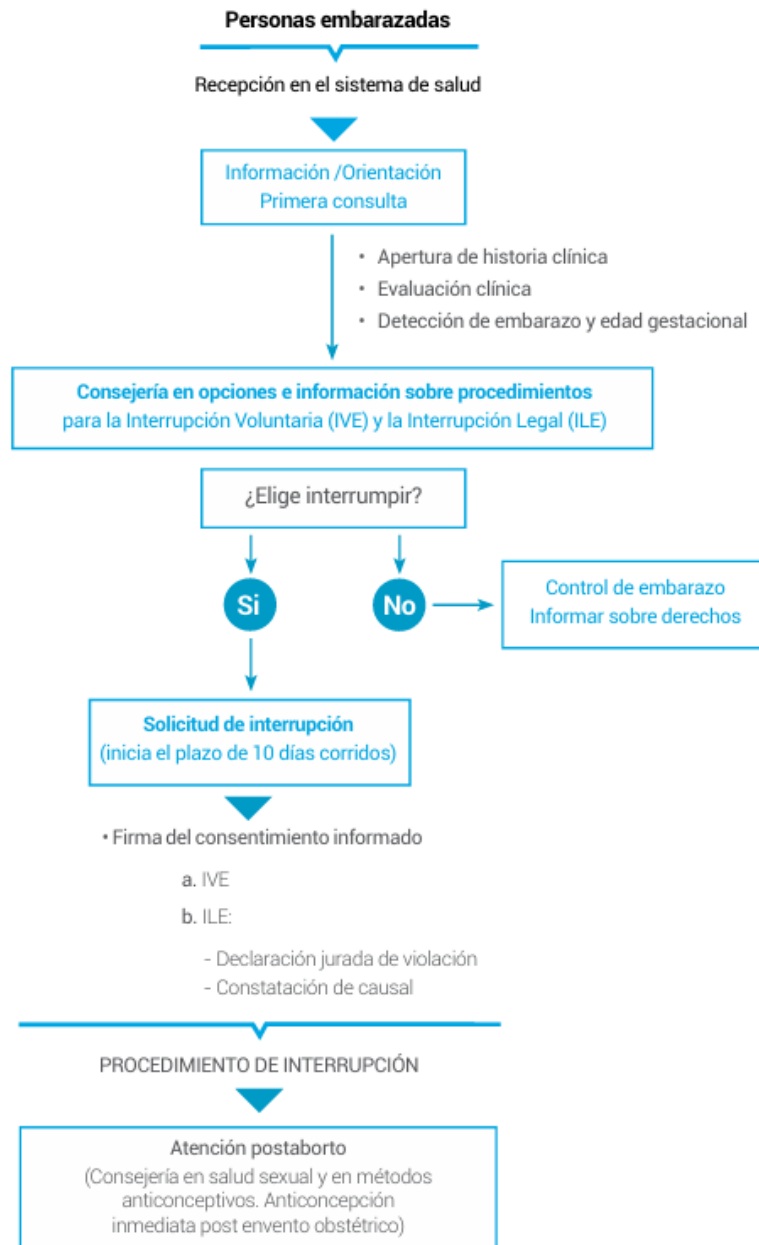 Personas embarazadas
Recepción en el sistema de salud
Información /Orientación
Primera consulta
• Apertura de historia clínica
• Evaluación clínica
• Detección de embarazo y edad gestacional
Consejería en opciones e información sobre procedimientos
para la Interrupción Voluntaria (IVE) y la Interrupción Legal (ILE)
¿Elige interrumpir?
Si
No
Control de embarazo
Informar sobre derechos
Solicitud de interrupción
(inicia el plazo de 10 días corridos)
• Firma del consentimiento informado
a. IVE
b. ILE:
- Declaración jurada de violación
- Constatación de causal
PROCEDIMIENTO DE INTERRUPCIÓN
Atención postaborto
(Consejería en salud sexual y en métodos
anticonceptivos. Anticoncepción
inmediata post envento obstétrico)